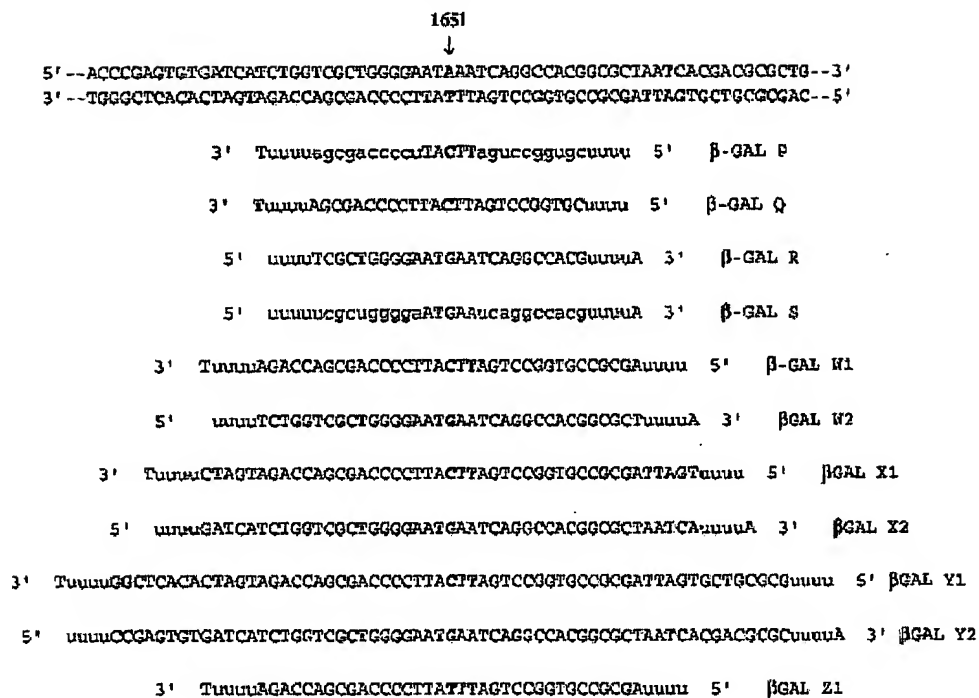 1651
↓
5' --ACCCGAGTGTGATCATCTGGTCGCTGGGGAATAAATCAGGCCACGGCGCTAATCACGACGCGCTG--3'
3' --TGGGCTCACACTAGTAGACCAGCGACCCCTTATTTAGTCCGGTGCCGCGATTAGTGCTGCGCGAC--5'
3' TuuuuagcgaccccuTACTTaguccggugcuuuu 5' β-GAL P
3' TuuuuAGCGACCCCTTACTTAGTCCGGTGCuuuu 5' β-GAL Q
5' uuuuTCGCTGGGGAATGAATCAGGCCACGuuuuA 3' β-GAL R
5' uuuuucgcuggggaATGAAucaggccacguuuuA 3' β-GAL S
3' TuuuuAGACCAGCGACCCCTTACTTAGTCCGGTGCCGCGAuuuu 5' β-GAL W1
5' uuuuTCTGGTCGCTGGGGAATGAATCAGGCCACGGCGCTuuuuA 3' βGAL W2
3' TuuuuCTAGTAGACCAGCGACCCCTTACTTAGTCCGGTGCCGCGATTAGTuuuu 5' βGAL X1
5' uuuuGATCATCTGGTCGCTGGGGAATGAATCAGGCCACGGCGCTAATCAuuuuA 3' βGAL X2
3' TuuuuGGCTCACACTAGTAGACCAGCGACCCCTTACTTAGTCCGGTGCCGCGATTAGTGCTGCGCGuuuu 5' βGAL Y1
5' uuuuCCGAGTGTGATCATCTGGTCGCTGGGGAATGAATCAGGCCACGGCGCTAATCACGACGCGCuuuuA 3' βGAL Y2
3' TuuuuAGACCAGCGACCCCTTATTTAGTCCGGTGCCGCGAuuuu 5' βGAL Z1